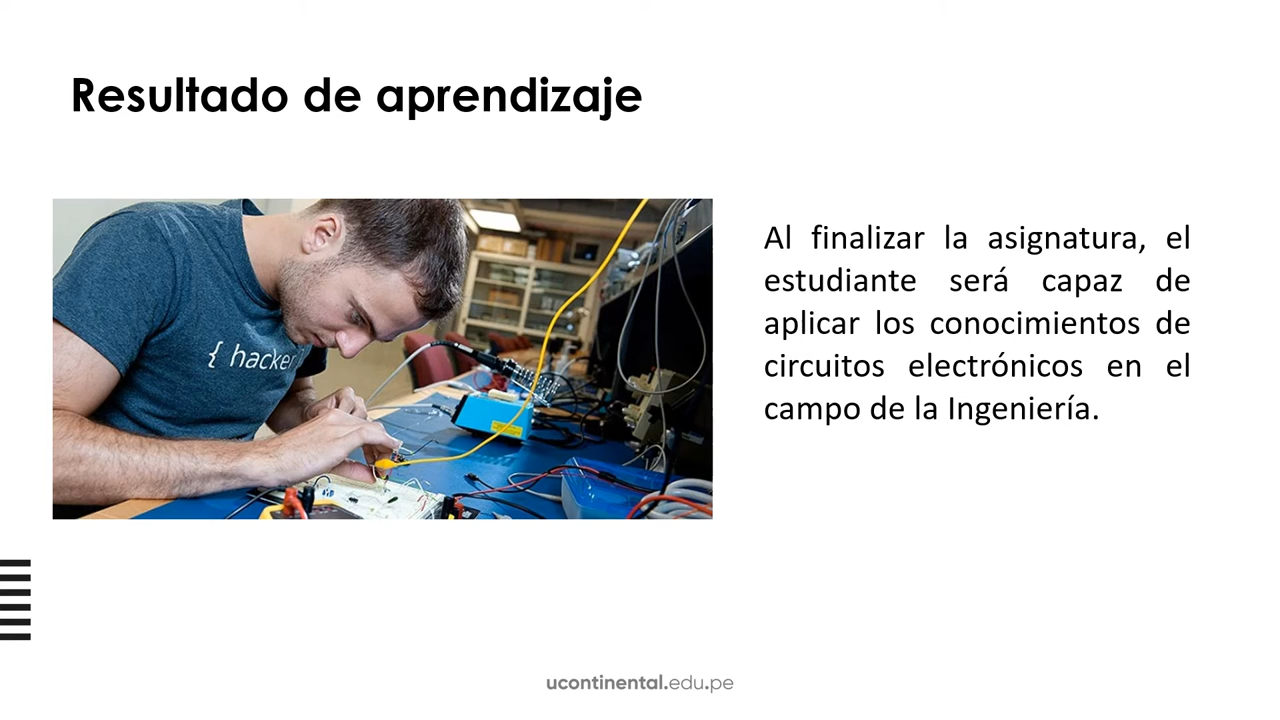 Resultado de aprendizaje
{ hacker
Al finalizar la asignatura, el
estudiante será capaz de
aplicar los conocimientos de
circuitos electrónicos en el
campo de la Ingeniería.
ucontinental.edu.pe